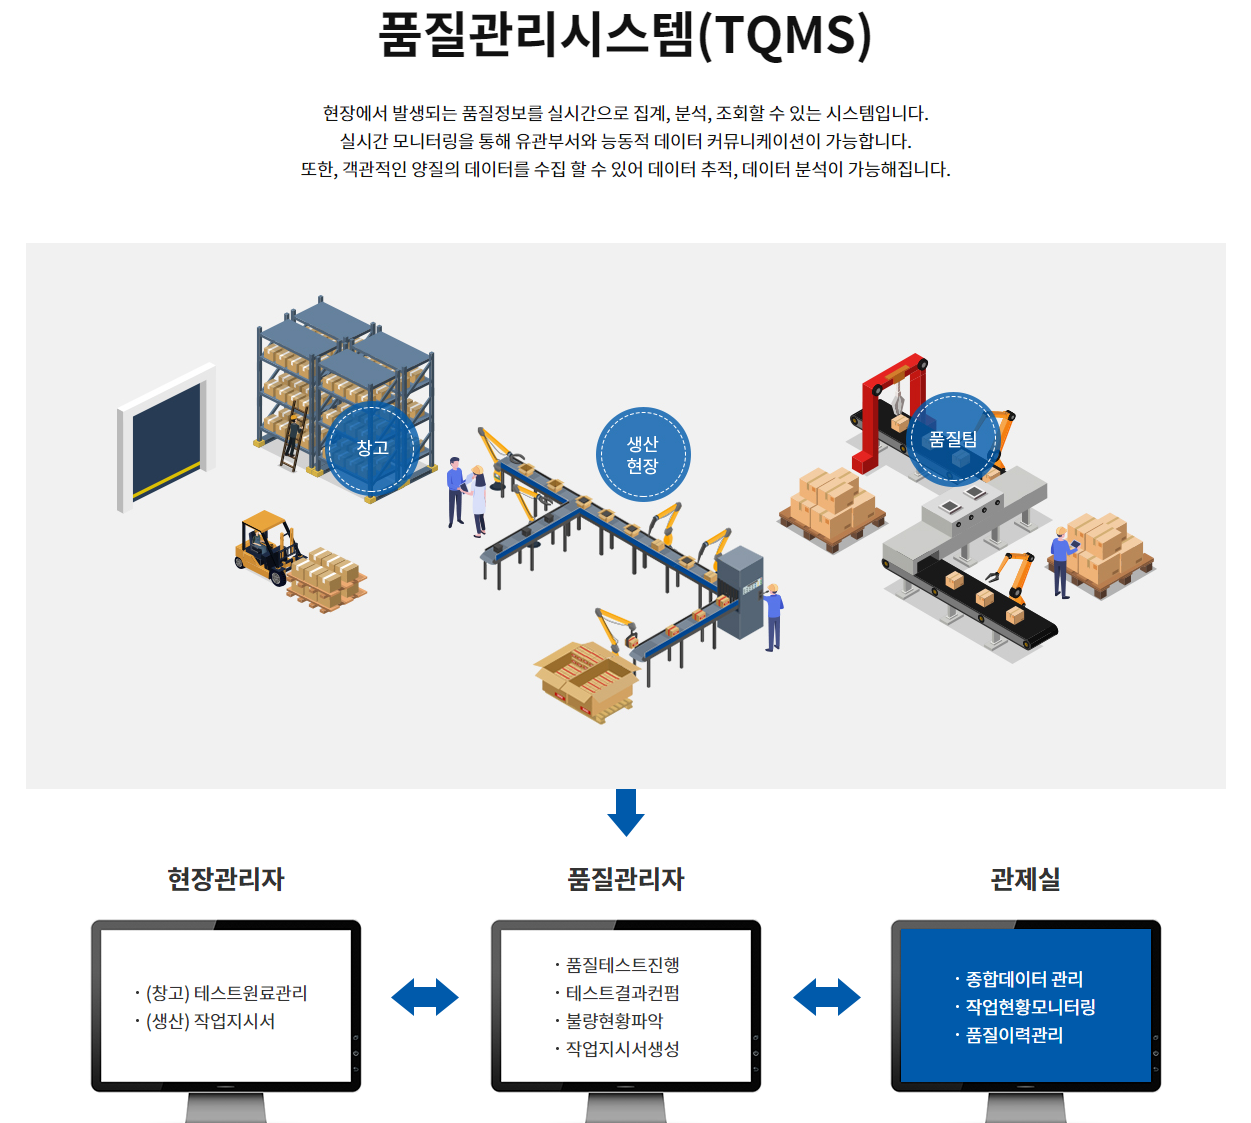 품질관리시스템(TQMS)
현장에서 발생되는 품질정보를 실시간으로 집계, 분석, 조회할 수 있는 시스템입니다.
실시간 모니터링을 통해 유관부서와 능동적 데이터 커뮤니케이션이 가능합니다.
또한, 객관적인 양질의 데이터를 수집 할 수 있어 데이터 추적, 데이터 분석이 가능해집니다.
창고
생산
현장
품질팀
현장관리자
· (창고) 테스트원료관리
· (생산) 작업지시서
품질관리자
· 품질테스트진행
· 테스트결과컨펌
· 불량현황파악
· 작업지시서생성
관제실
· 종합데이터 관리
· 작업현황모니터링
· 품질이력관리